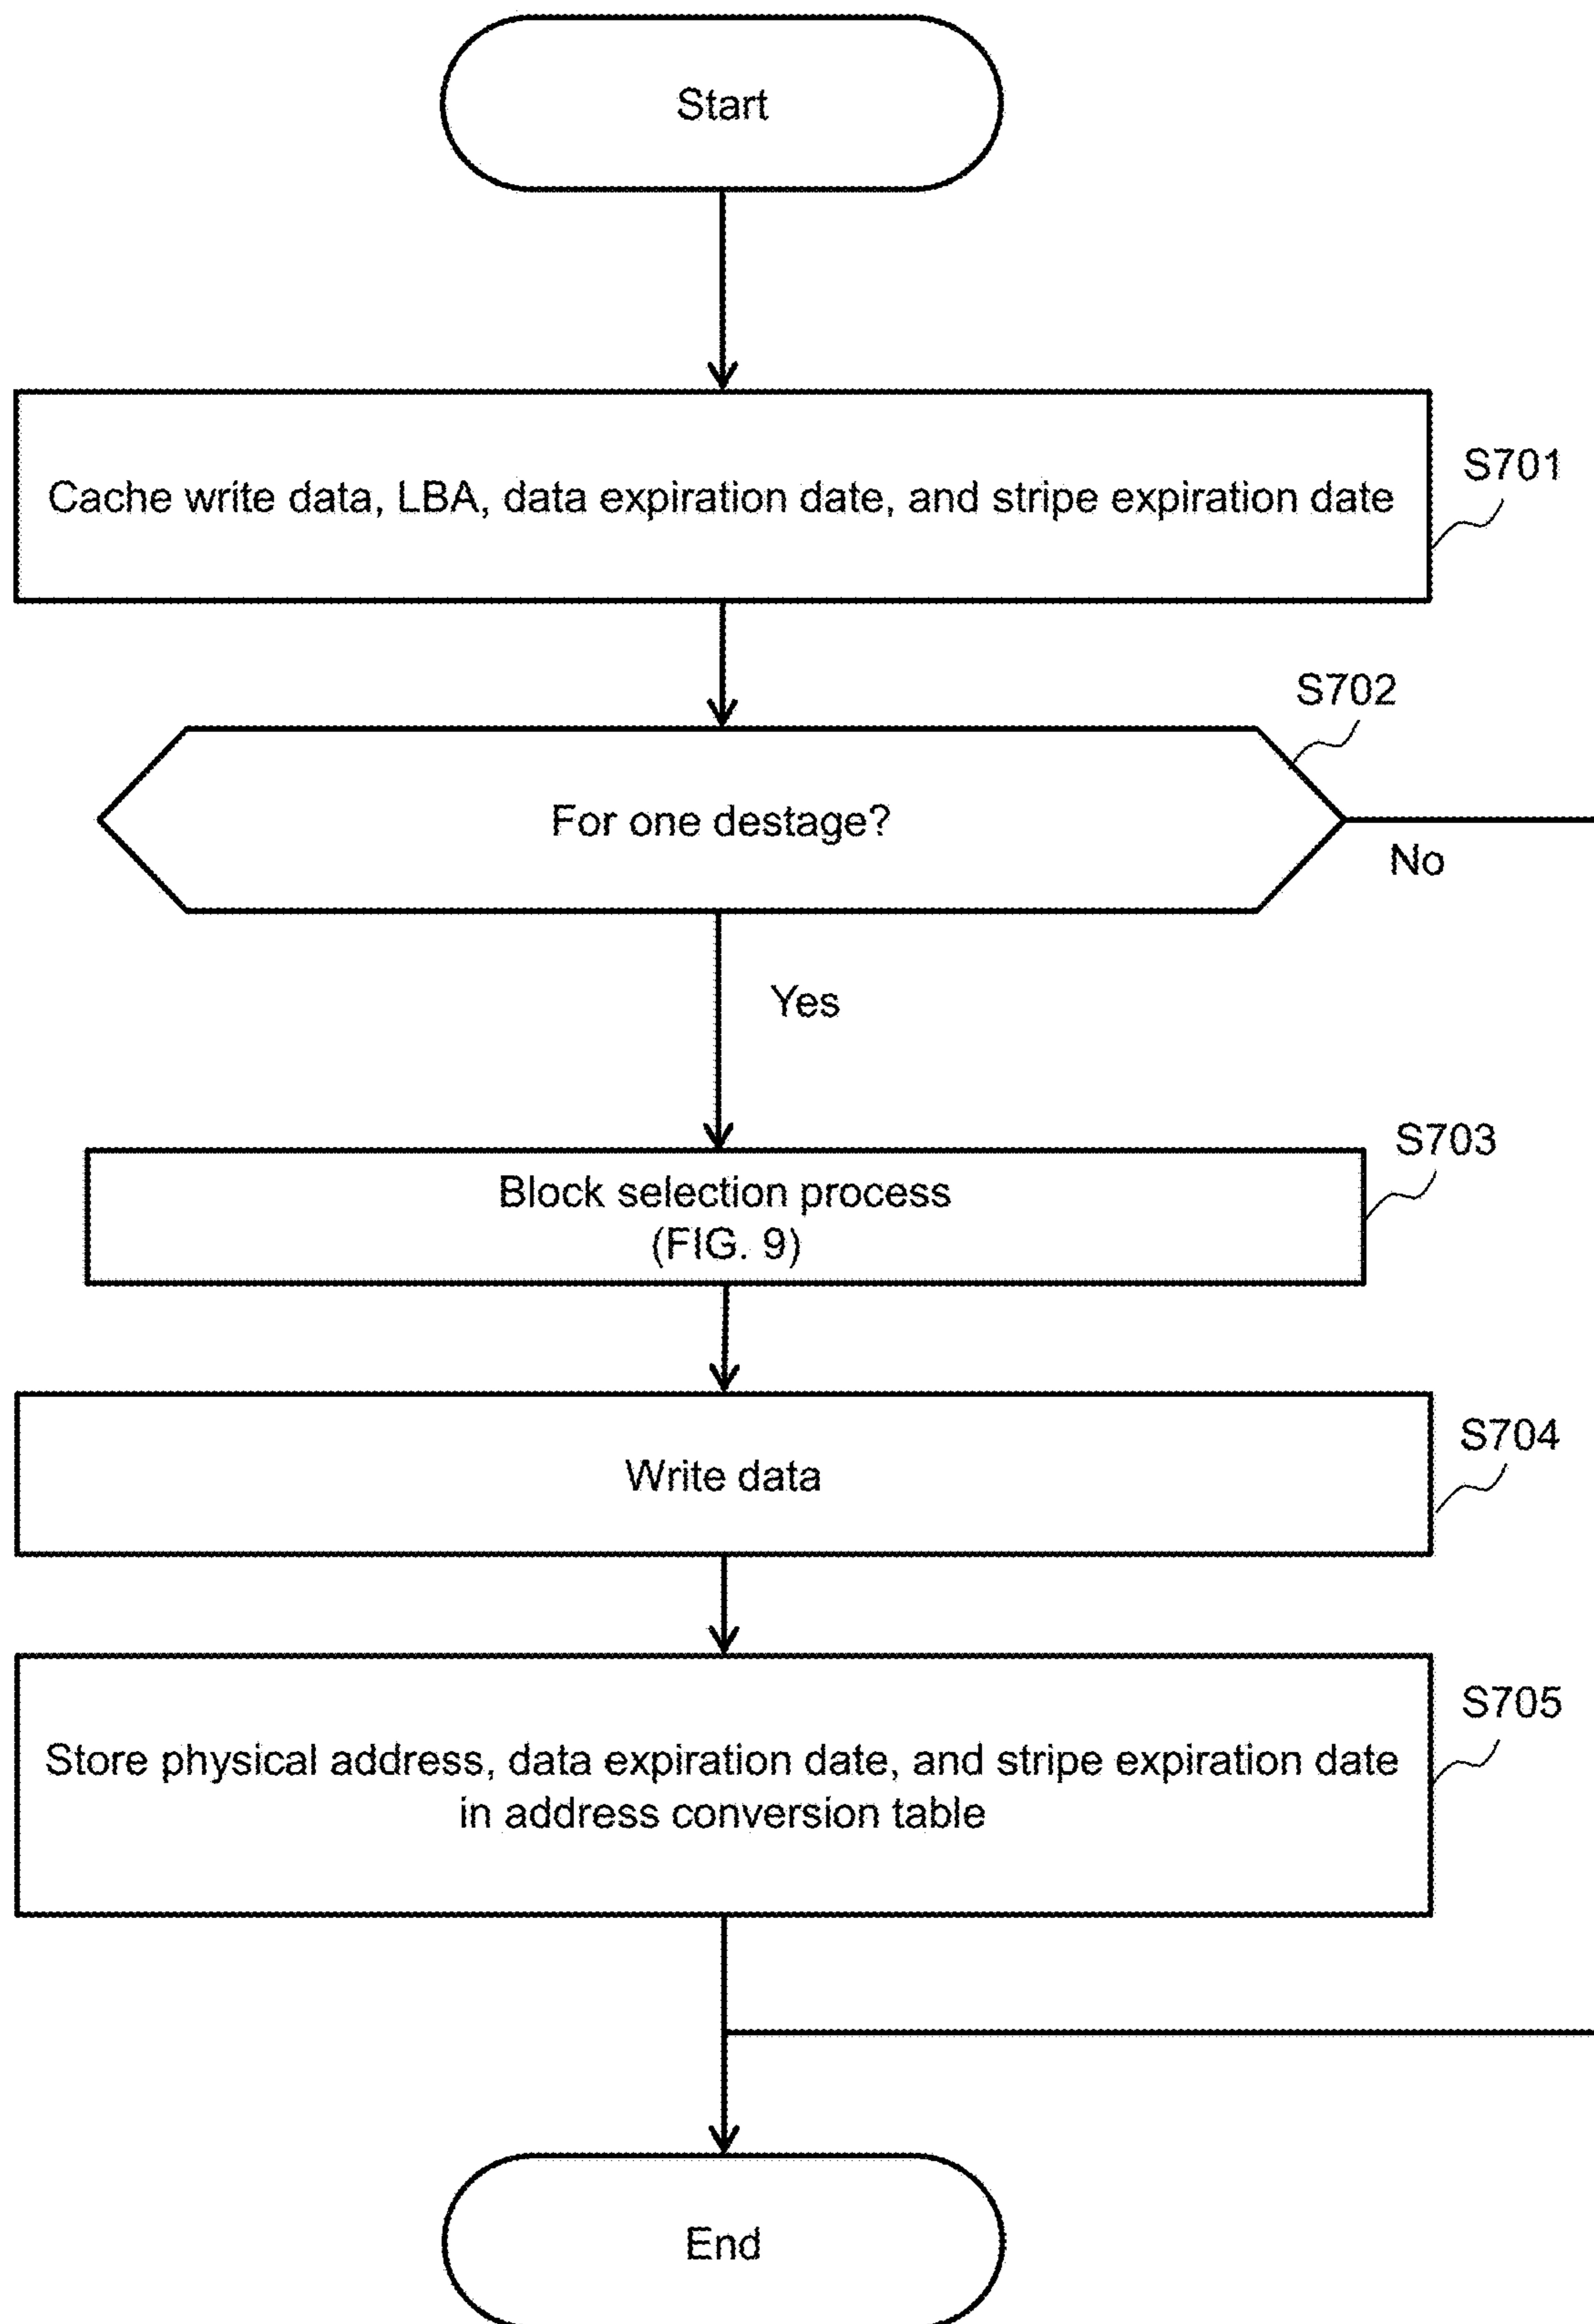 Start
Cache write data, LBA, data expiration date, and stripe expiration date
S701
S702
For one destage?
No
Yes
S703
Block selection process
(FIG. 9)
S704
Write data
S705
Store physical address, data expiration date, and stripe expiration date
in address conversion table
End